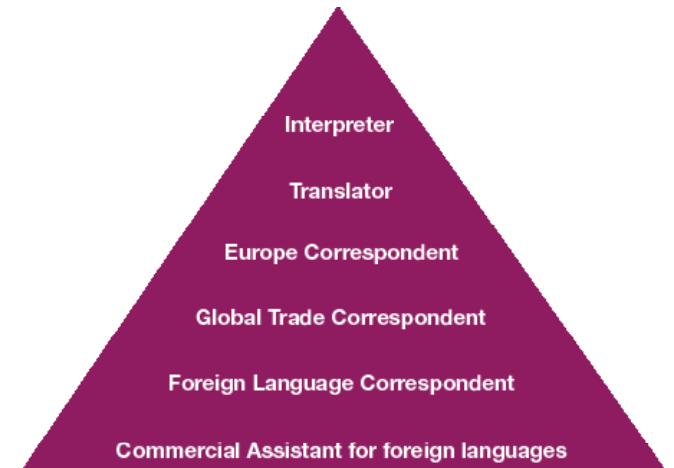 Interpreter
Translator
Europe Correspondent
Global Trade Correspondent
Foreign Language Correspondent
Commercial Assistant for foreign languages